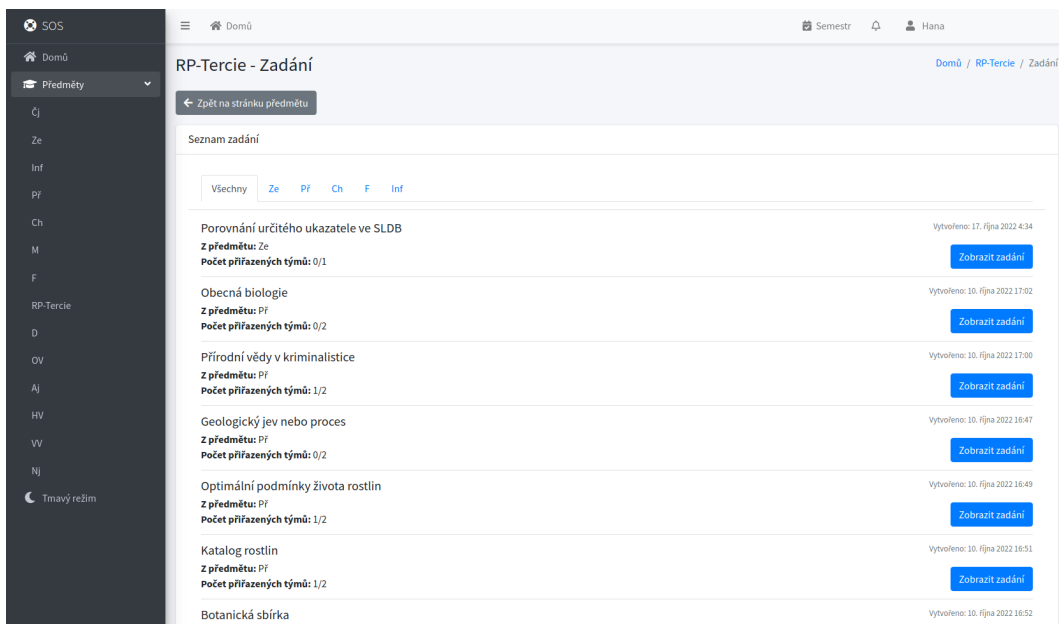 SOS
Domů
Semestr
Hana
Domů
Předměty
Čj
Ze
Inf
Př
Ch
M
F
RP-Tercie
D
OV
Aj
HV
VV
Nj
Tmavý režim
RP-Tercie - Zadání
Domů / RP-Tercie / Zadání
Zpět na stránku předmětu
Seznam zadání
Všechny Ze Př Ch F Inf
Porovnání určitého ukazatele ve SLDB
Vytvořeno: 17. října 2022 4:34
Z předmětu: Ze
Počet přiřazených týmů: 0/1
Zobrazit zadání
Obecná biologie
Vytvořeno: 10. října 2022 17:02
Z předmětu: Př
Počet přiřazených týmů: 0/2
Zobrazit zadání
Přírodní vědy v kriminalistice
Vytvořeno: 10. října 2022 17:00
Z předmětu: Př
Počet přiřazených týmů: 1/2
Zobrazit zadání
Geologický jev nebo proces
Vytvořeno: 10. října 2022 16:47
Z předmětu: Př
Počet přiřazených týmů: 0/2
Zobrazit zadání
Optimální podmínky života rostlin
Vytvořeno: 10. října 2022 16:49
Z předmětu: Př
Počet přiřazených týmů: 1/2
Zobrazit zadání
Katalog rostlin
Vytvořeno: 10. října 2022 16:51
Z předmětu: Př
Počet přiřazených týmů: 1/2
Zobrazit zadání
Botanická sbírka
Vytvořeno: 10. října 2022 16:52